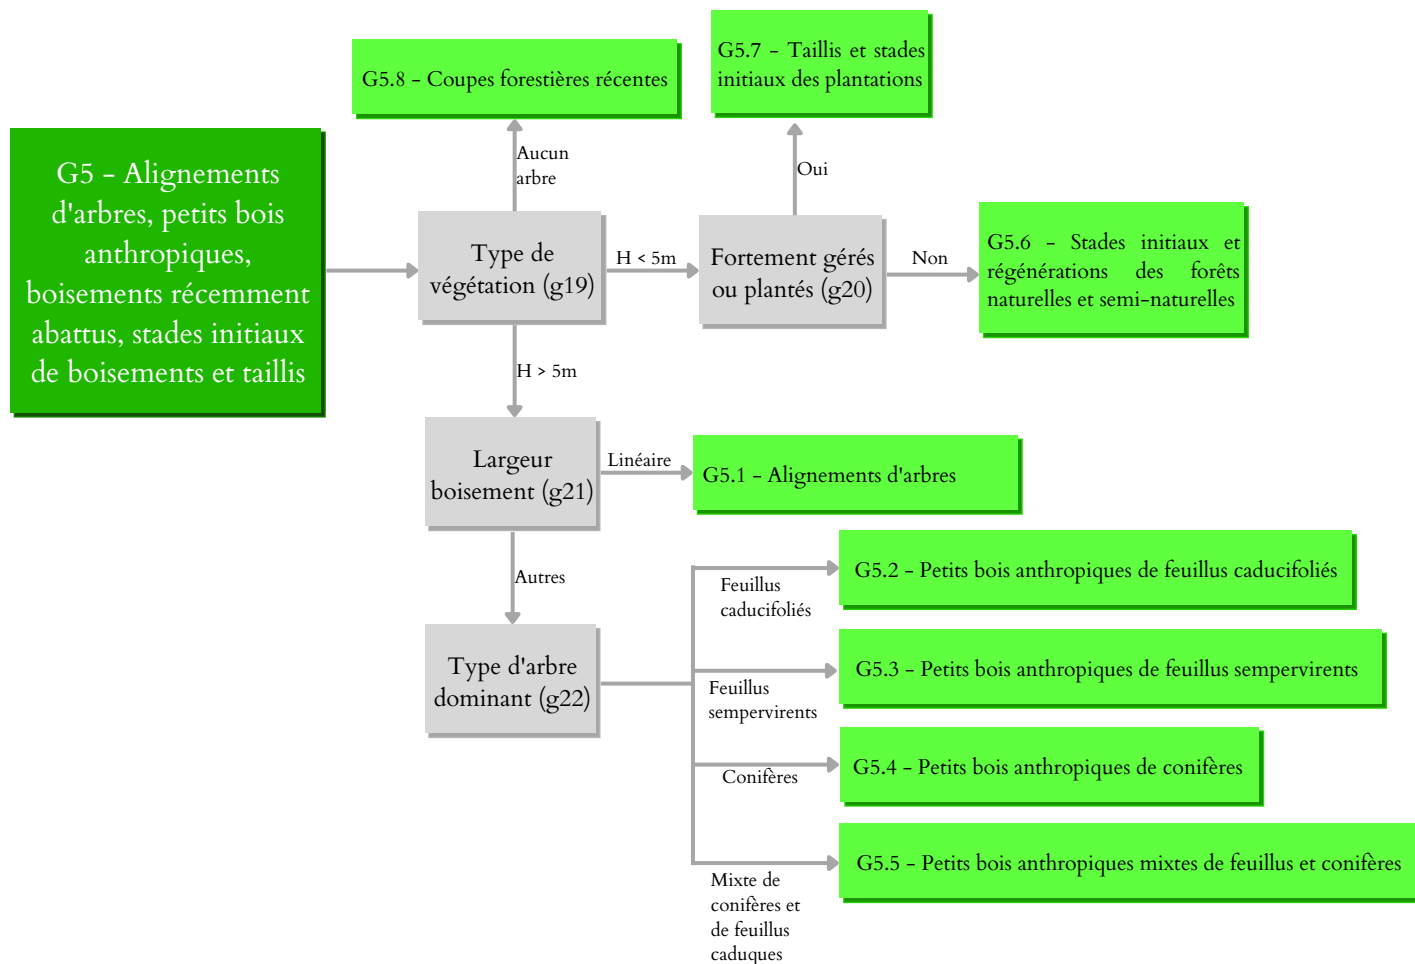 G5.8 - Coupes forestières récentes
G5.7 - Taillis et stades
initiaux des plantations
G5 - Alignements
d'arbres, petits bois
anthropiques,
boisements récemment
abattus, stades initiaux
de boisements et taillis
Aucun
arbre
Oui
Type de
végétation (g19)
H < 5m
Fortement gérés
ou plantés (g20)
Non
G5.6 - Stades initiaux et
régénérations des forêts
naturelles et semi-naturelles
H > 5m
Largeur
boisement (g21)
Linéaire
G5.1 - Alignements d'arbres
Autres
Type d'arbre
dominant (g22)
Feuillus
caducifoliés
G5.2 - Petits bois anthropiques de feuillus caducifoliés
Feuillus
sempervirents
G5.3 - Petits bois anthropiques de feuillus sempervirents
Conifères
G5.4 - Petits bois anthropiques de conifères
Mixte de
conifères et
de feuillus
caduques
G5.5 - Petits bois anthropiques mixtes de feuillus et conifères